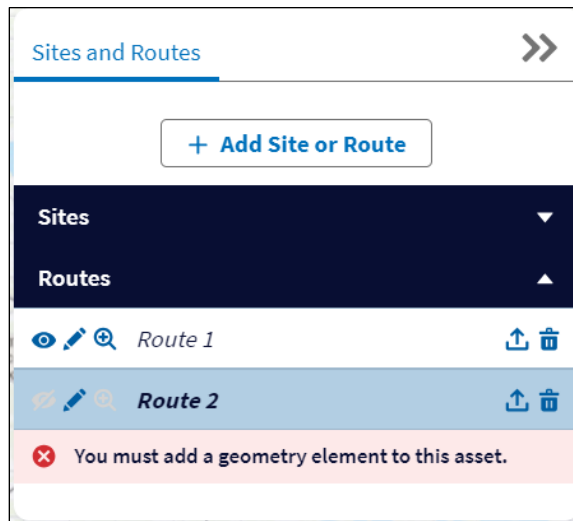 Sites and Routes
+ Add Site or Route
Sites
Routes
Route 1
Route 2
You must add a geometry element to this asset.